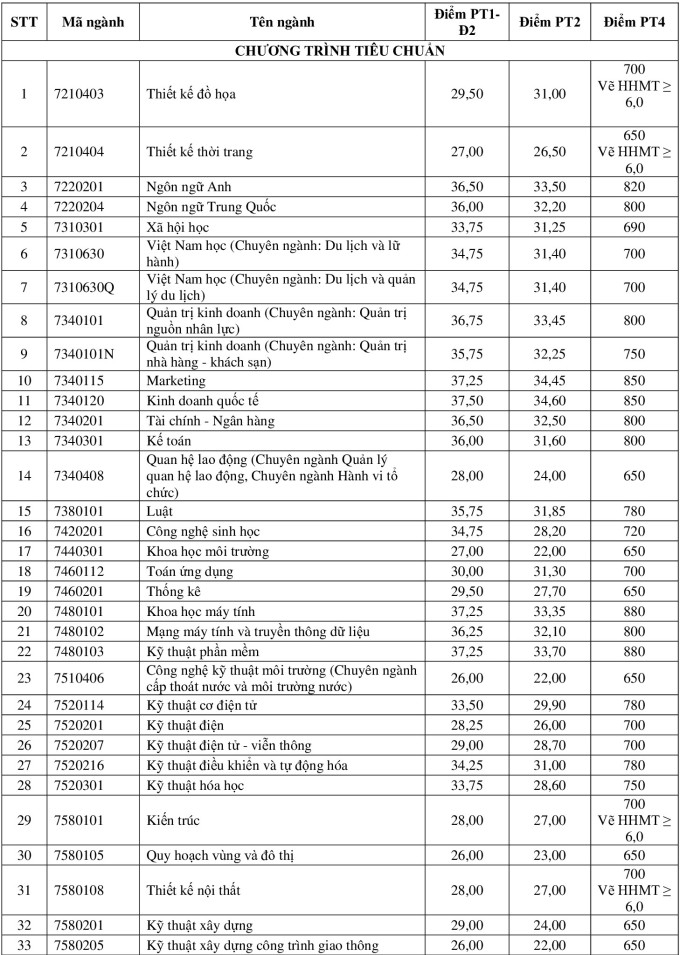 STT Mã ngành Tên ngành Điểm PT1-Đ2 Điểm PT2 Điểm PT4
CHƯƠNG TRÌNH TIÊU CHUẨN
1 7210403 Thiết kế đồ họa 29,50 31,00 700 Vẽ HHMT ≥ 6,0
2 7210404 Thiết kế thời trang 27,00 26,50 650 Vẽ HHMT ≥ 6,0
3 7220201 Ngôn ngữ Anh 36,50 33,50 820
4 7220204 Ngôn ngữ Trung Quốc 36,00 32,20 800
5 7310301 Xã hội học 33,75 31,25 690
6 7310630 Việt Nam học (Chuyên ngành: Du lịch và lữ hành) 34,75 31,40 700
7 7310630Q Việt Nam học (Chuyên ngành: Du lịch và quản lý du lịch) 34,75 31,40 700
8 7340101 Quản trị kinh doanh (Chuyên ngành: Quản trị nguồn nhân lực) 36,75 33,45 800
9 7340101N Quản trị kinh doanh (Chuyên ngành: Quản trị nhà hàng - khách sạn) 35,75 32,25 750
10 7340115 Marketing 37,25 34,45 850
11 7340120 Kinh doanh quốc tế 37,50 34,60 850
12 7340201 Tài chính - Ngân hàng 36,50 32,50 800
13 7340301 Kế toán 36,00 31,60 800
14 7340408 Quan hệ lao động (Chuyên ngành Quản lý quan hệ lao động, Chuyên ngành Hành vi tổ chức) 28,00 24,00 650
15 7380101 Luật 35,75 31,85 780
16 7420201 Công nghệ sinh học 34,75 28,20 720
17 7440301 Khoa học môi trường 27,00 22,00 650
18 7460112 Toán ứng dụng 30,00 31,30 700
19 7460201 Thống kê 29,50 27,70 650
20 7480101 Khoa học máy tính 37,25 33,35 880
21 7480102 Mạng máy tính và truyền thông dữ liệu 36,25 32,10 800
22 7480103 Kỹ thuật phần mềm 37,25 33,70 880
23 7510406 Công nghệ kỹ thuật môi trường (Chuyên ngành cấp thoát nước và môi trường nước) 26,00 22,00 650
24 7520114 Kỹ thuật cơ điện tử 33,50 29,90 780
25 7520201 Kỹ thuật điện 28,25 26,00 700
26 7520207 Kỹ thuật điện tử - viễn thông 29,00 28,70 700
27 7520216 Kỹ thuật điều khiển và tự động hóa 34,25 31,00 780
28 7520301 Kỹ thuật hóa học 33,75 28,60 750
29 7580101 Kiến trúc 28,00 27,00 700 Vẽ HHMT ≥ 6,0
30 7580105 Quy hoạch vùng và đô thị 26,00 23,00 650
31 7580108 Thiết kế nội thất 28,00 27,00 700 Vẽ HHMT ≥ 6,0
32 7580201 Kỹ thuật xây dựng 29,00 24,00 650
33 7580205 Kỹ thuật xây dựng công trình giao thông 26,00 22,00 650